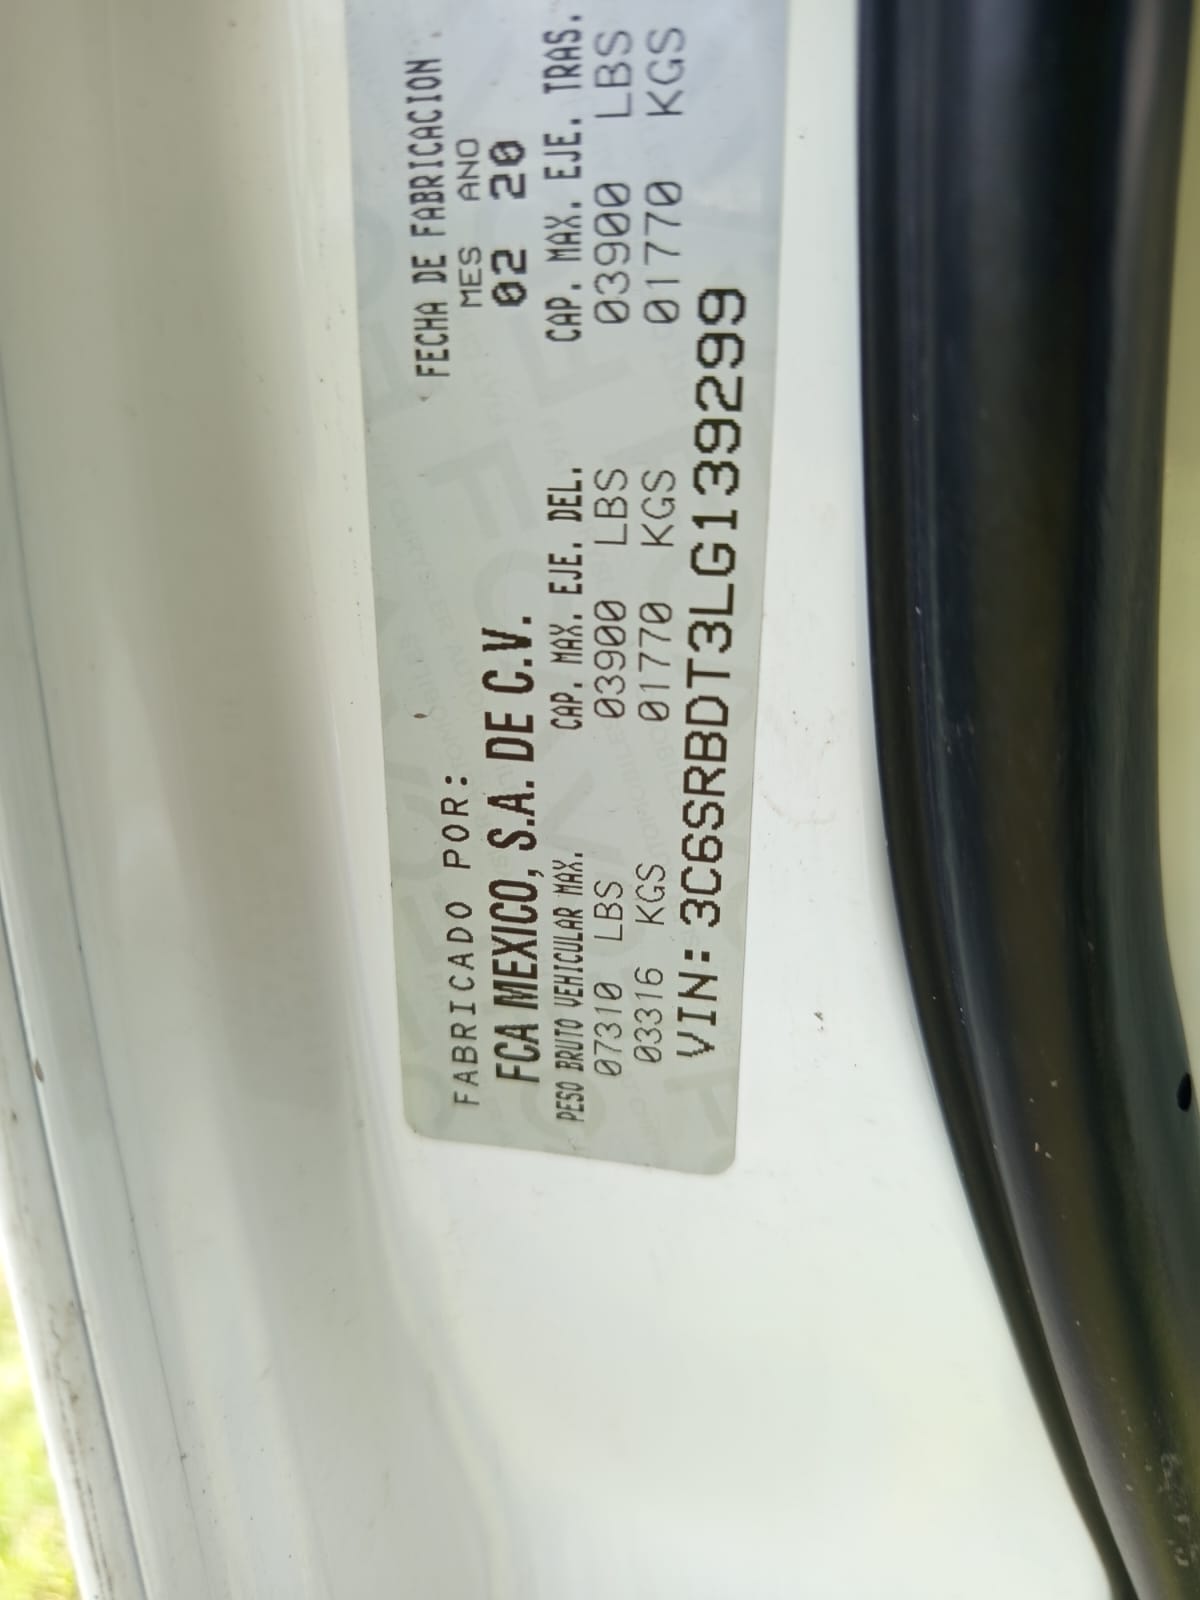 FABRICADO POR:
FECHA DE FABRICACION
MES ANO
FCA MEXICO, S.A. DE C.V.
02 20
PESO BRUTO VEHICULAR MAX. CAP. MAX. EJE. DEL. CAP. MAX. EJE. TRAS.
07310 LBS 03900 LBS 03900 LBS
03316 KGS 01770 KGS 01770 KGS
VIN: 3C6SRBDT3LG139299